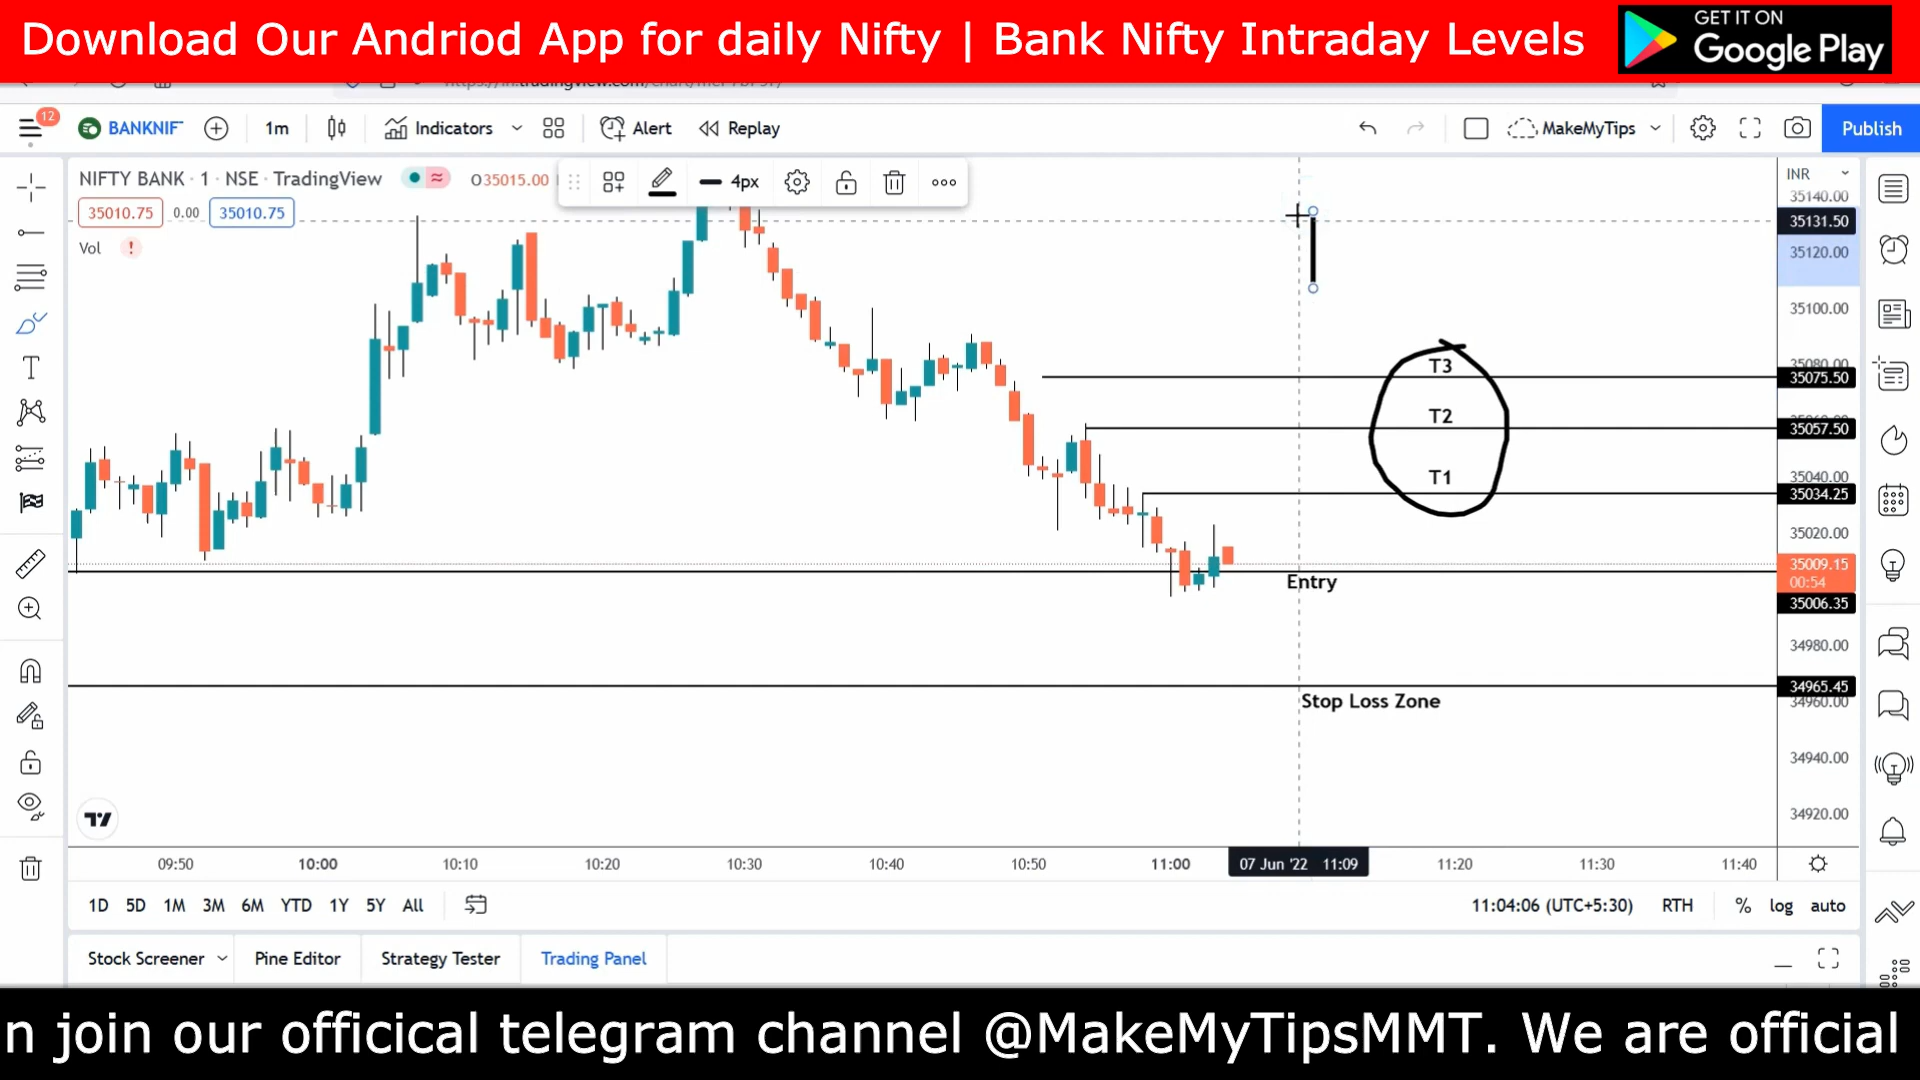 Download Our Andriod App for daily Nifty | Bank Nifty Intraday Levels
GET IT ON
Google Play
12
BANKNIF
1m
Indicators
Alert
Replay
MakeMyTips
Publish
NIFTY BANK · 1 · NSE · TradingView
O35015.00
4px
INR
35010.75
0.00
35010.75
Vol
!
35140.00
35131.50
35120.00
35100.00
35080.00
35075.50
35057.50
35040.00
35034.25
35020.00
35009.15
00:54
35006.35
34980.00
34965.45
34960.00
34940.00
34920.00
T3
T2
T1
Entry
Stop Loss Zone
09:50
10:00
10:10
10:20
10:30
10:40
10:50
11:00
07 Jun '22 11:09
11:20
11:30
11:40
1D 5D 1M 3M 6M YTD 1Y 5Y All
11:04:06 (UTC+5:30)
RTH
%
log
auto
Stock Screener
Pine Editor
Strategy Tester
Trading Panel
n join our officical telegram channel @MakeMyTipsMMT. We are official